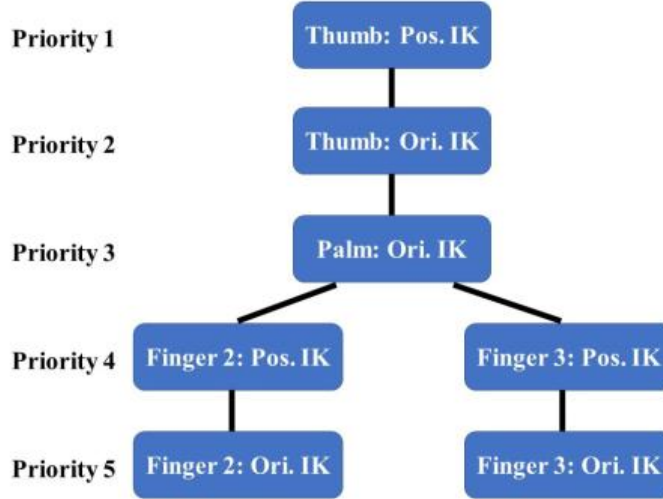 Priority 1
Thumb: Pos. IK
Priority 2
Thumb: Ori. IK
Priority 3
Palm: Ori. IK
Priority 4
Finger 2: Pos. IK
Finger 3: Pos. IK
Priority 5
Finger 2: Ori. IK
Finger 3: Ori. IK